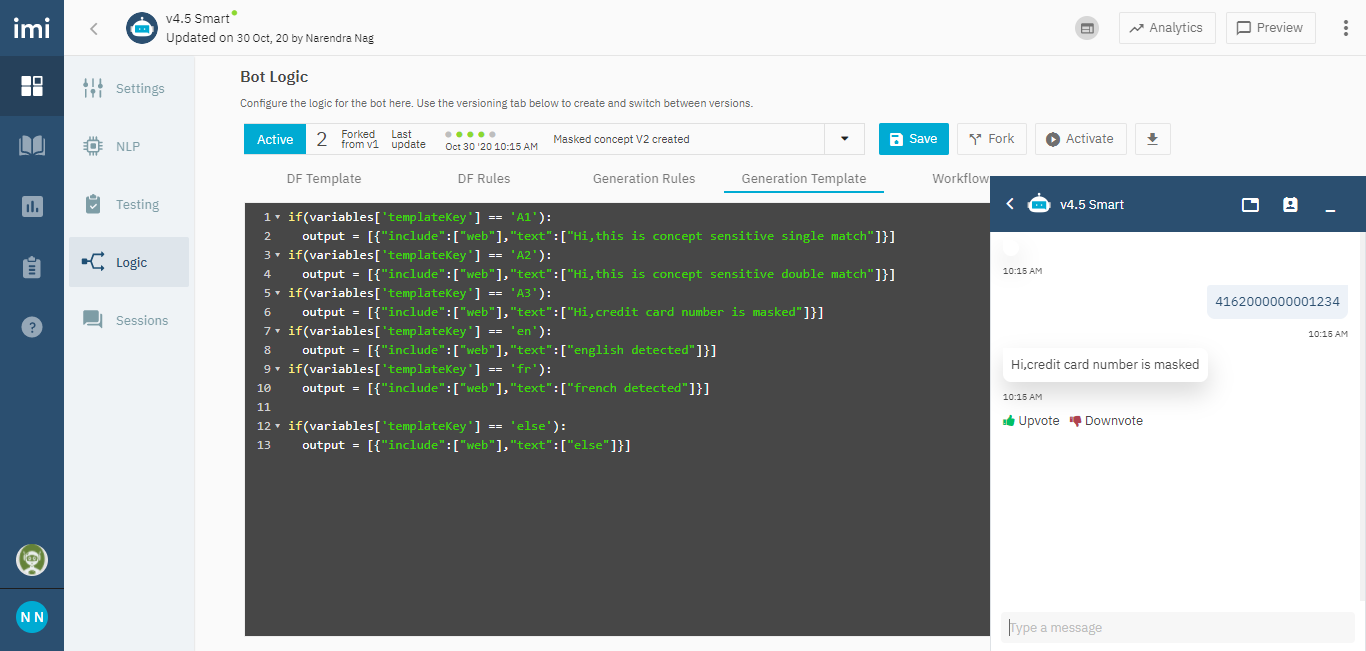 imi
v4.5 Smart
Updated on 30 Oct, 20 by Narendra Nag
Analytics
Preview
Settings
NLP
Testing
Logic
Sessions
?
N N
Bot Logic
Configure the logic for the bot here. Use the versioning tab below to create and switch between versions.
Active
2
Forked
from v1
Last
update
Oct 30 '20 10:15 AM
Masked concept V2 created
Save
Fork
Activate
DF Template
DF Rules
Generation Rules
Generation Template
Workflow
1 if(variables['templateKey'] == 'A1'):
2 output = [{"include":["web"],"text":["Hi,this is concept sensitive single match"]}]
3 if(variables['templateKey'] == 'A2'):
4 output = [{"include":["web"],"text":["Hi,this is concept sensitive double match"]}]
5 if(variables['templateKey'] == 'A3'):
6 output = [{"include":["web"],"text":["Hi,credit card number is masked"]}]
7 if(variables['templateKey'] == 'en'):
8 output = [{"include":["web"],"text":["english detected"]}]
9 if(variables['templateKey'] == 'fr'):
10 output = [{"include":["web"],"text":["french detected"]}]
11
12 if(variables['templateKey'] == 'else'):
13 output = [{"include":["web"],"text":["else"]}]
v4.5 Smart
10:15 AM
4162000000001234
10:15 AM
Hi,credit card number is masked
10:15 AM
Upvote
Downvote
Type a message